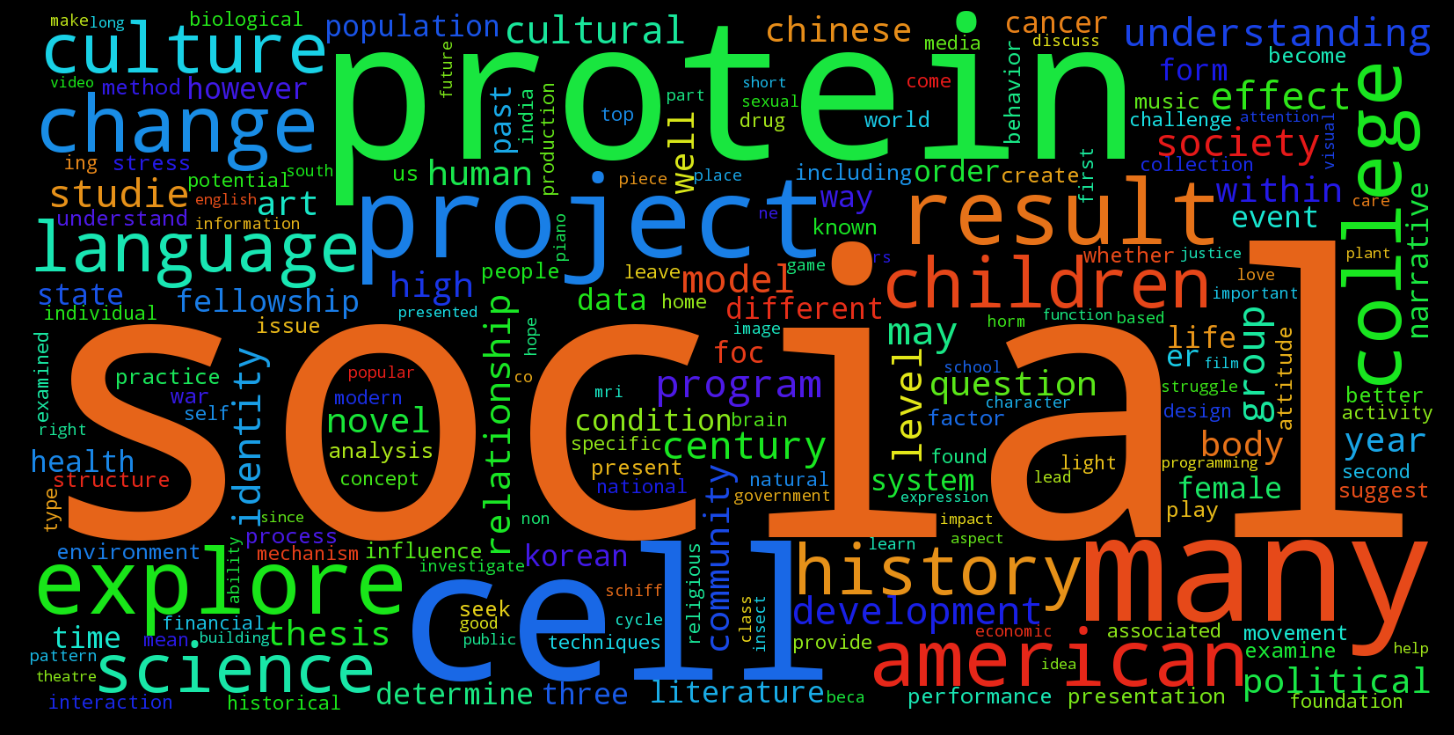 make
long
biological
population
cultural
chinese
cancer
understanding
culture
protein
media
discuss
become
video
method
however
future
short
come
form
music
effect
change
past
india
production
top
part
sexual
drug
world
behavior
challenge
attention
society
visual
college
ing
stress
south
us
human
well
including
order
create
first
collection
studie
potential
english
art
piece
place
way
within
care
understand
information
project
known
result
event
narrative
language
piano
ne
rs
whether
justice
plant
state
fellowship
high
people
leave
model
game
children
love
important
individual
presented
data
home
different
issue
relationship
hope
image
may
horm
function
based
life
group
examined
social
foc
er
film
practice
popular
identity
co
mri
program
level
school
question
struggle
attitude
better
war
modern
self
novel
condition
brain
factor
character
design
activity
right
analysis
specific
century
body
year
health
structure
concept
present
national
natural
government
system
found
light
lead
programming
second
expression
female
suggest
type
since
non
community
impact
play
process
aspect
environment
mechanism
influence
korean
learn
history
many
explore
ability
investigate
cell
religious
schiff
seek
good
cycle
class
insect
development
financial
time
mean
building
thesis
public
techniques
provide
economic
associated
movement
examine
help
pattern
science
american
idea
theatre
political
interaction
historical
determine
three
literature
beca
performance
presentation
foundation